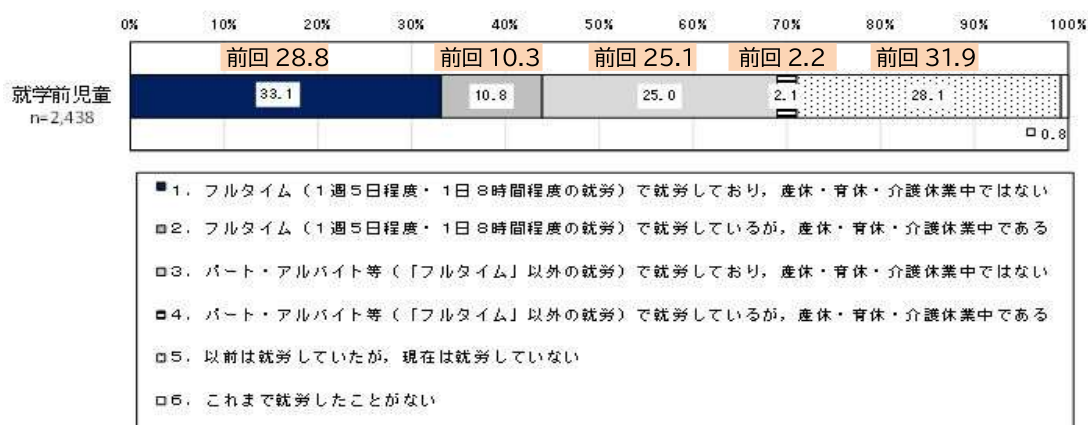 0% 10% 20% 30% 40% 50% 60% 70% 80% 90% 100%
前回 28.8 前回 10.3 前回 25.1 前回 2.2 前回 31.9
就学前児童 33.1 10.8 25.0 2.1 28.1
n=2,438
0.8
1. フルタイム（1週5日程度・1日8時間程度の就労）で就労しており，産休・育休・介護休業中ではない
2. フルタイム（1週5日程度・1日8時間程度の就労）で就労しているが，産休・育休・介護休業中である
3. パート・アルバイト等（「フルタイム」以外の就労）で就労しており，産休・育休・介護休業中ではない
4. パート・アルバイト等（「フルタイム」以外の就労）で就労しているが，産休・育休・介護休業中である
5. 以前は就労していたが，現在は就労していない
6. これまで就労したことがない